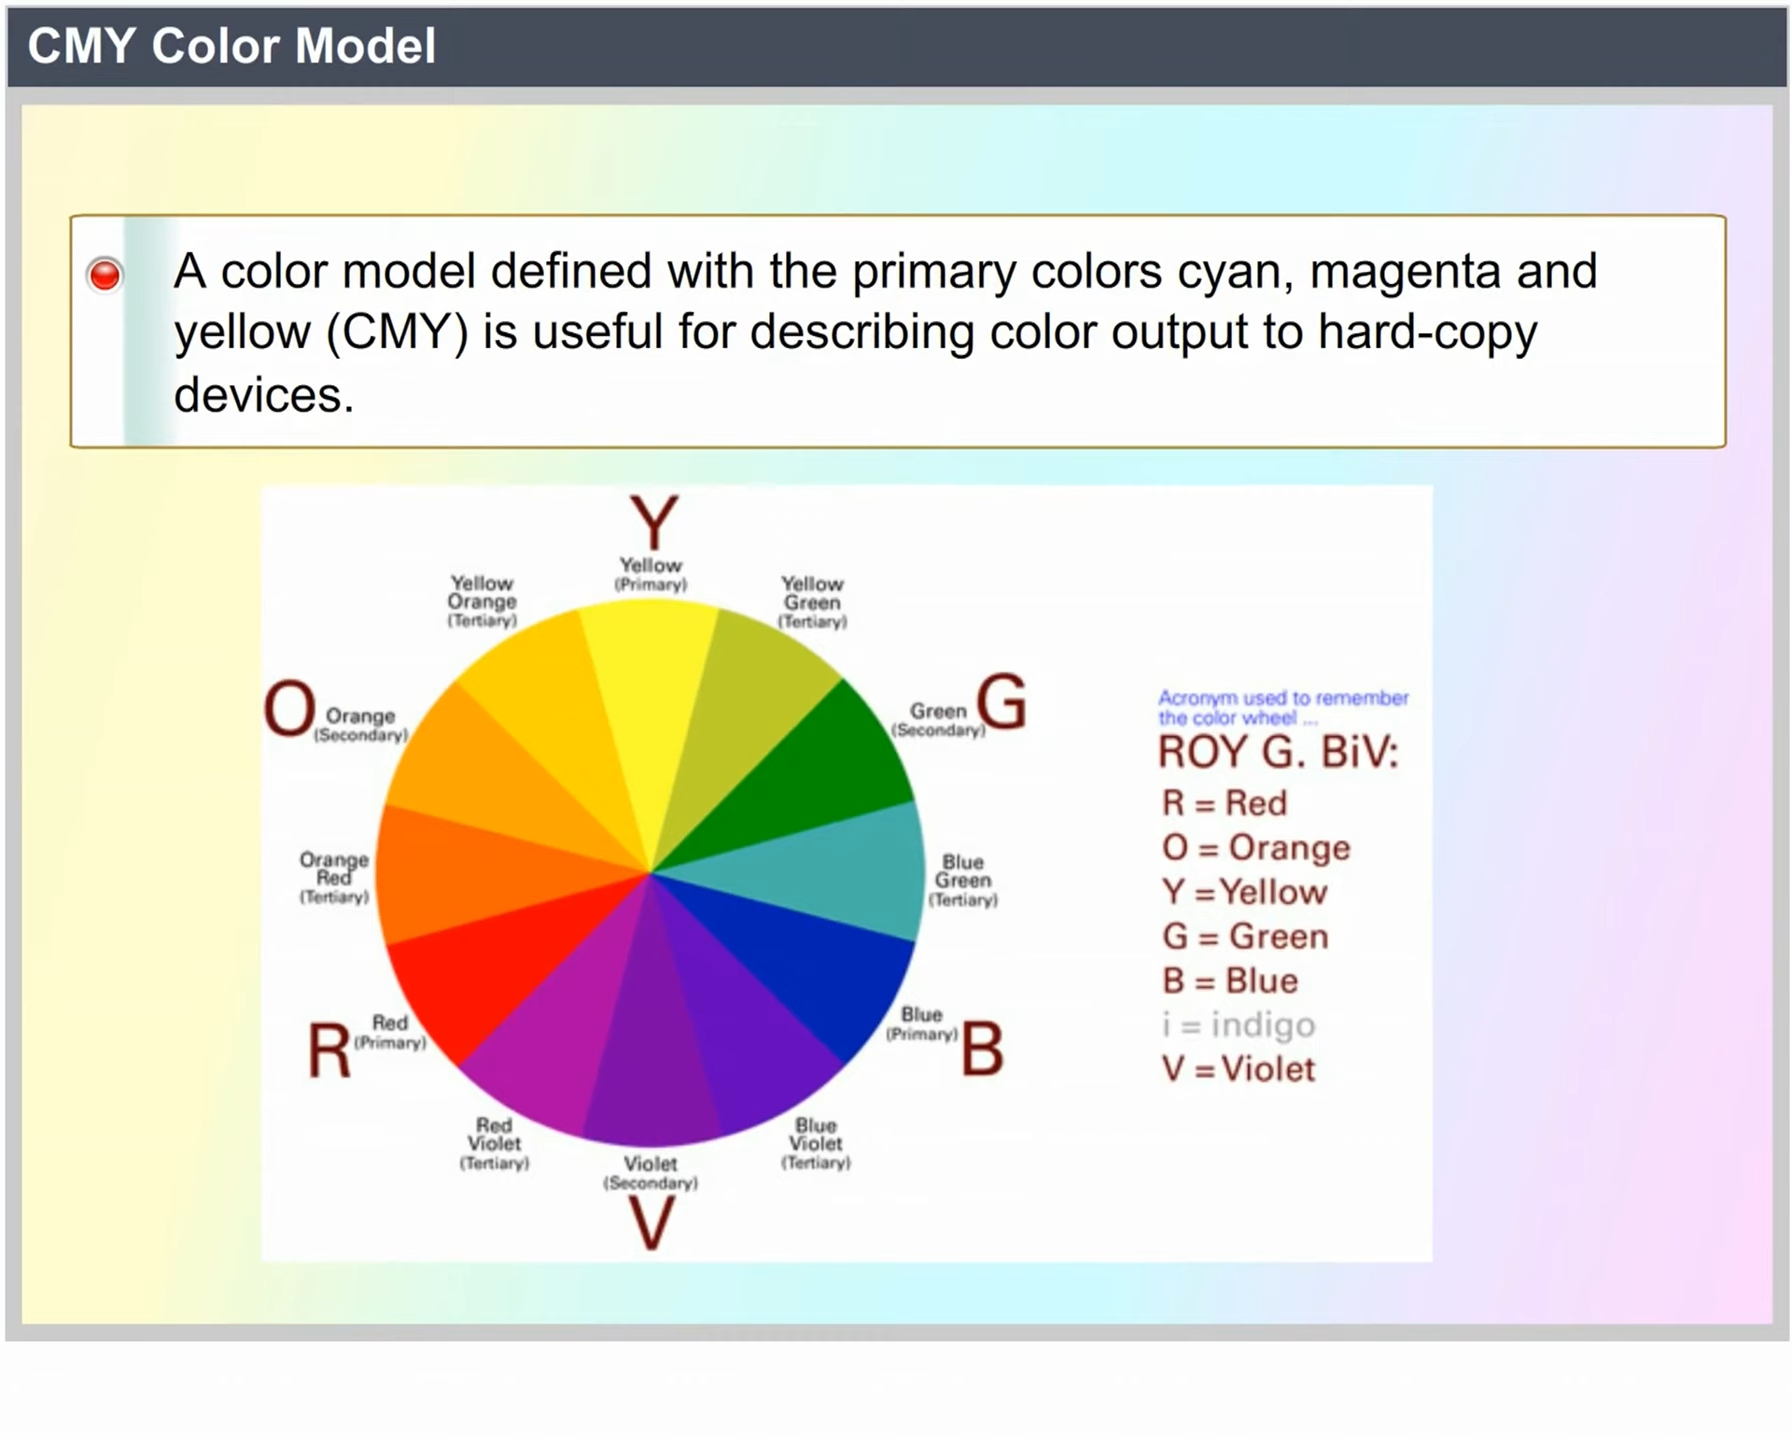 CMY Color Model
A color model defined with the primary colors cyan, magenta and
yellow (CMY) is useful for describing color output to hard-copy
devices.
Y
Yellow
(Primary)
Yellow
Green
(Tertiary)
G
Green
(Secondary)
Blue
Green
(Tertiary)
Blue
(Primary)
B
Blue
Violet
(Tertiary)
Violet
(Secondary)
V
Red
Violet
(Tertiary)
R
Red
(Primary)
Orange
Red
(Tertiary)
O
Orange
(Secondary)
Yellow
Orange
(Tertiary)
Acronym used to remember
the color wheel ...
ROY G. BiV:
R = Red
O = Orange
Y = Yellow
G = Green
B = Blue
i = indigo
V = Violet